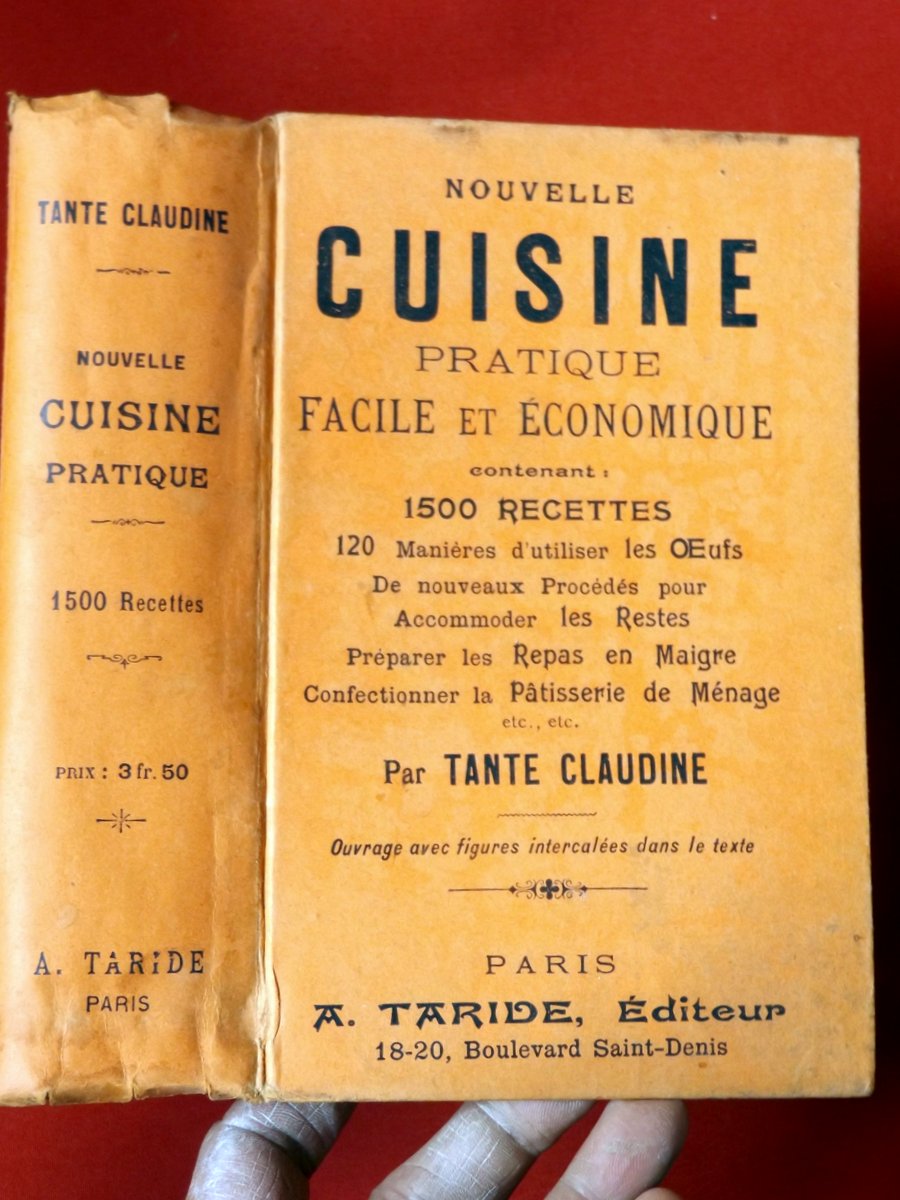 TANTE CLAUDINE
NOUVELLE
CUISINE
PRATIQUE
1500 Recettes
PRIX : 3 fr. 50
A. TARIDE
PARIS
NOUVELLE
CUISINE
PRATIQUE
FACILE ET ÉCONOMIQUE
contenant :
1500 RECETTES
120 Manières d'utiliser les OEufs
De nouveaux Procédés pour
Accommoder les Restes
Préparer les Repas en Maigre
Confectionner la Pâtisserie de Ménage
etc., etc.
Par TANTE CLAUDINE
Ouvrage avec figures intercalées dans le texte
PARIS
A. TARIDE, Éditeur
18-20, Boulevard Saint-Denis